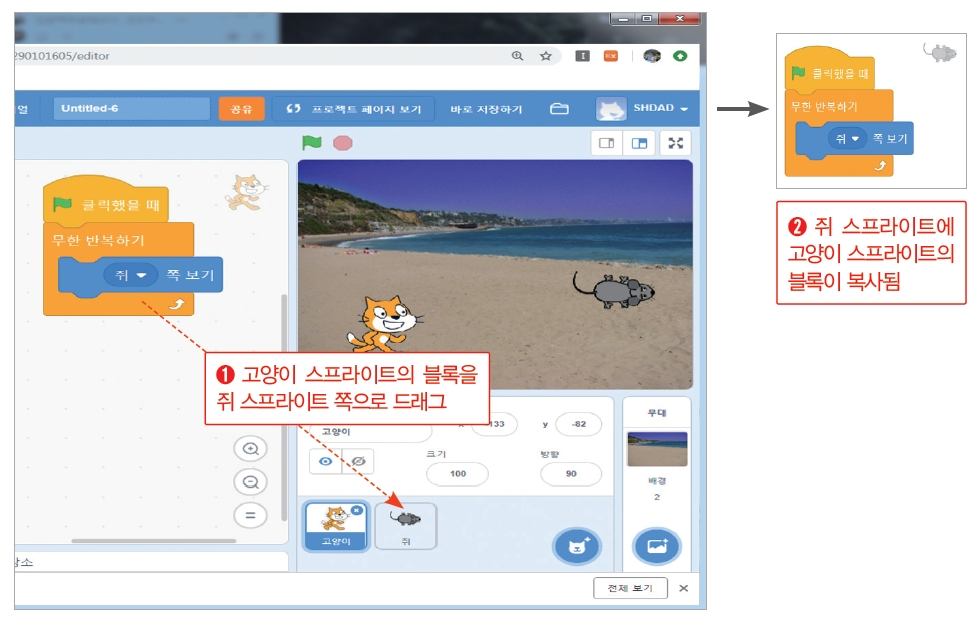 290101605/editor
얼
Untitled-6
공유
프로젝트 페이지 보기
바로 저장하기
SHDAD
클릭했을 때
무한 반복하기
쥐 쪽 보기
❶ 고양이 스프라이트의 블록을
쥐 스프라이트 쪽으로 드래그
고양이
x 133
y -82
크기
100
방향
90
고양이
쥐
무대
배경
2
장소
전체 보기
클릭했을 때
무한 반복하기
쥐 쪽 보기
❷ 쥐 스프라이트에
고양이 스프라이트의
블록이 복사됨